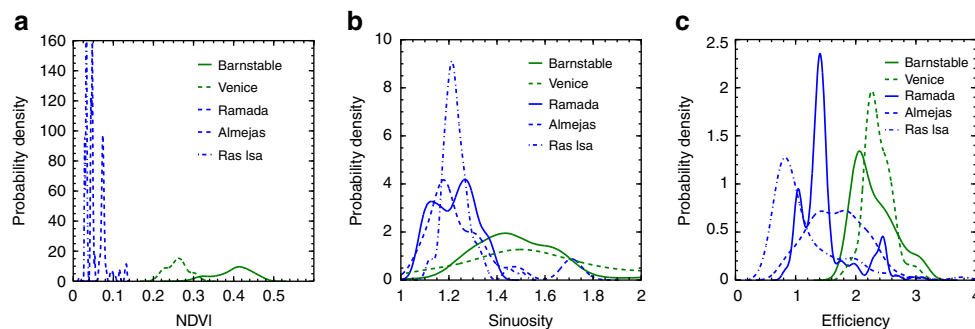 a
160
140
120
100
80
60
40
20
0
0
0.1
0.2
0.3
0.4
0.5
Probability density
NDVI
Barnstable
Venice
Ramada
Almejas
Ras Isa
b
10
8
6
4
2
0
1
1.2
1.4
1.6
1.8
2
Probability density
Sinuosity
Barnstable
Venice
Ramada
Almejas
Ras Isa
c
2.5
2
1.5
1
0.5
0
0
1
2
3
4
Probability density
Efficiency
Barnstable
Venice
Ramada
Almejas
Ras Isa